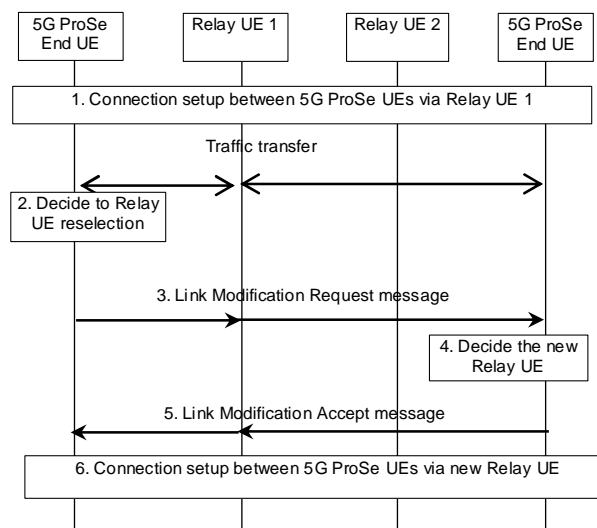 5G ProSe
End UE
Relay UE 1
Relay UE 2
5G ProSe
End UE
1. Connection setup between 5G ProSe UEs via Relay UE 1
Traffic transfer
2. Decide to Relay
UE reselection
3. Link Modification Request message
4. Decide the new
Relay UE
5. Link Modification Accept message
6. Connection setup between 5G ProSe UEs via new Relay UE